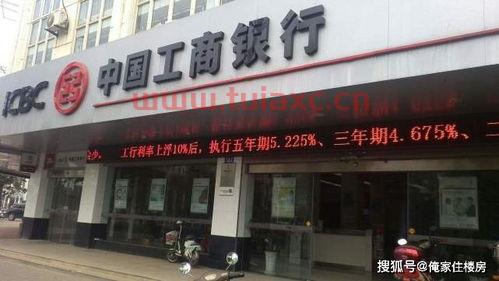 ICBC 中国工商银行
www.tuiaxc.cn
工行利率上浮10%后，执行五年期5.225%、三年期4.675%、二
搜狐号@俺家住楼房